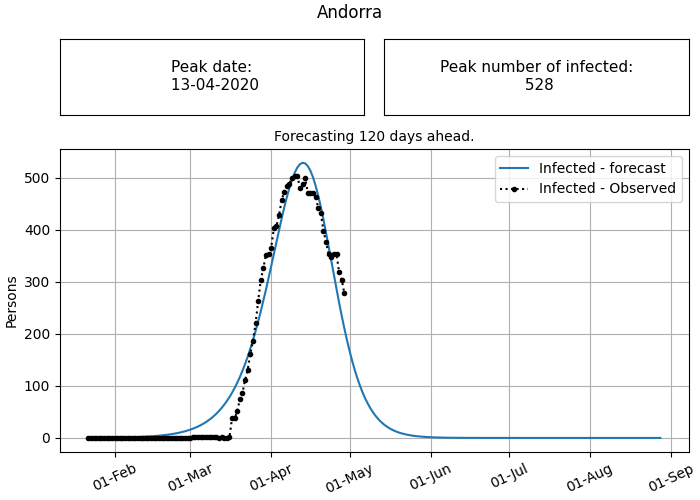 Andorra
Peak date:
13-04-2020
Peak number of infected:
528
Forecasting 120 days ahead.
Infected - forecast
Infected - Observed
Persons
500
400
300
200
100
0
01-Feb
01-Mar
01-Apr
01-May
01-Jun
01-Jul
01-Aug
01-Sep